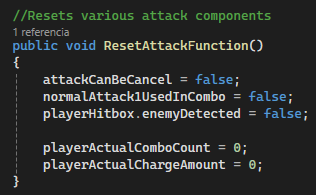 //Resets various attack components
1 referencia
public void ResetAttackFunction()
{
attackCanBeCancel = false;
normalAttack1UsedInCombo = false;
playerHitbox.enemyDetected = false;
playerActualComboCount = 0;
playerActualChargeAmount = 0;
}